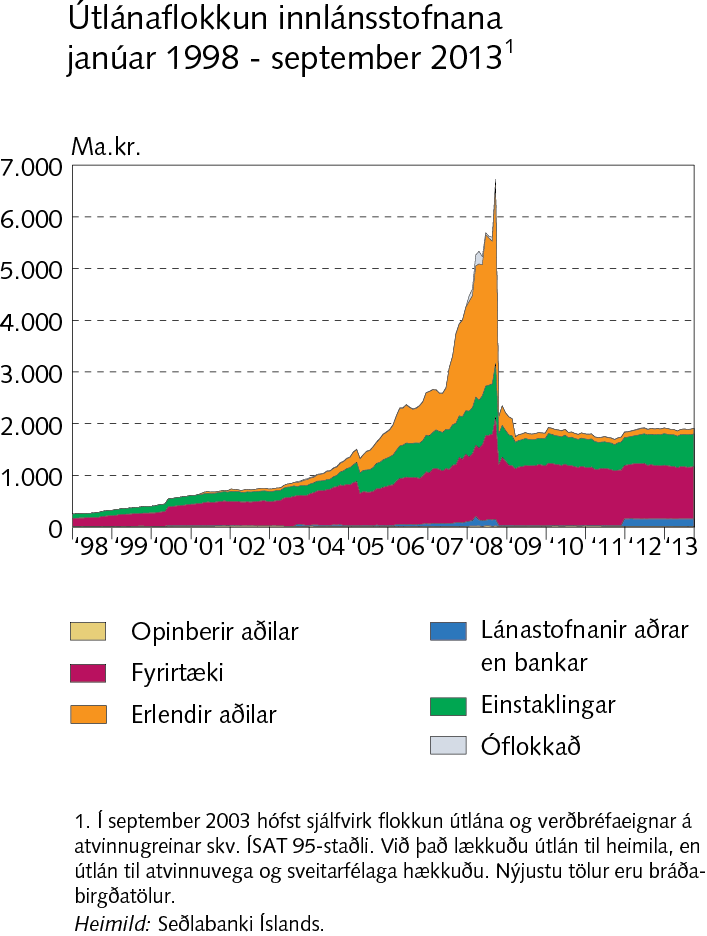 Útlánaflokkun innlánsstofnana
janúar 1998 - september 2013¹
Ma.kr.
7.000
6.000
5.000
4.000
3.000
2.000
1.000
0
‘98 ‘99 ‘00 ‘01 ‘02 ‘03 ‘04 ‘05 ‘06 ‘07 ‘08 ‘09 ‘10 ‘11 ‘12 ‘13
Opinberir aðilar
Fyrirtæki
Erlendir aðilar
Lánastofnanir aðrar
en bankar
Einstaklingar
Óflokkað
1. Í september 2003 hófst sjálfvirk flokkun útlána og verðbréfaeignar á
atvinnugreinar skv. ÍSAT 95-staðli. Við það lækkuðu útlán til heimila, en
útlán til atvinnuvega og sveitarfélaga hækkuðu. Nýjustu tölur eru bráða-
birgðatölur.
Heimild: Seðlabanki Íslands.